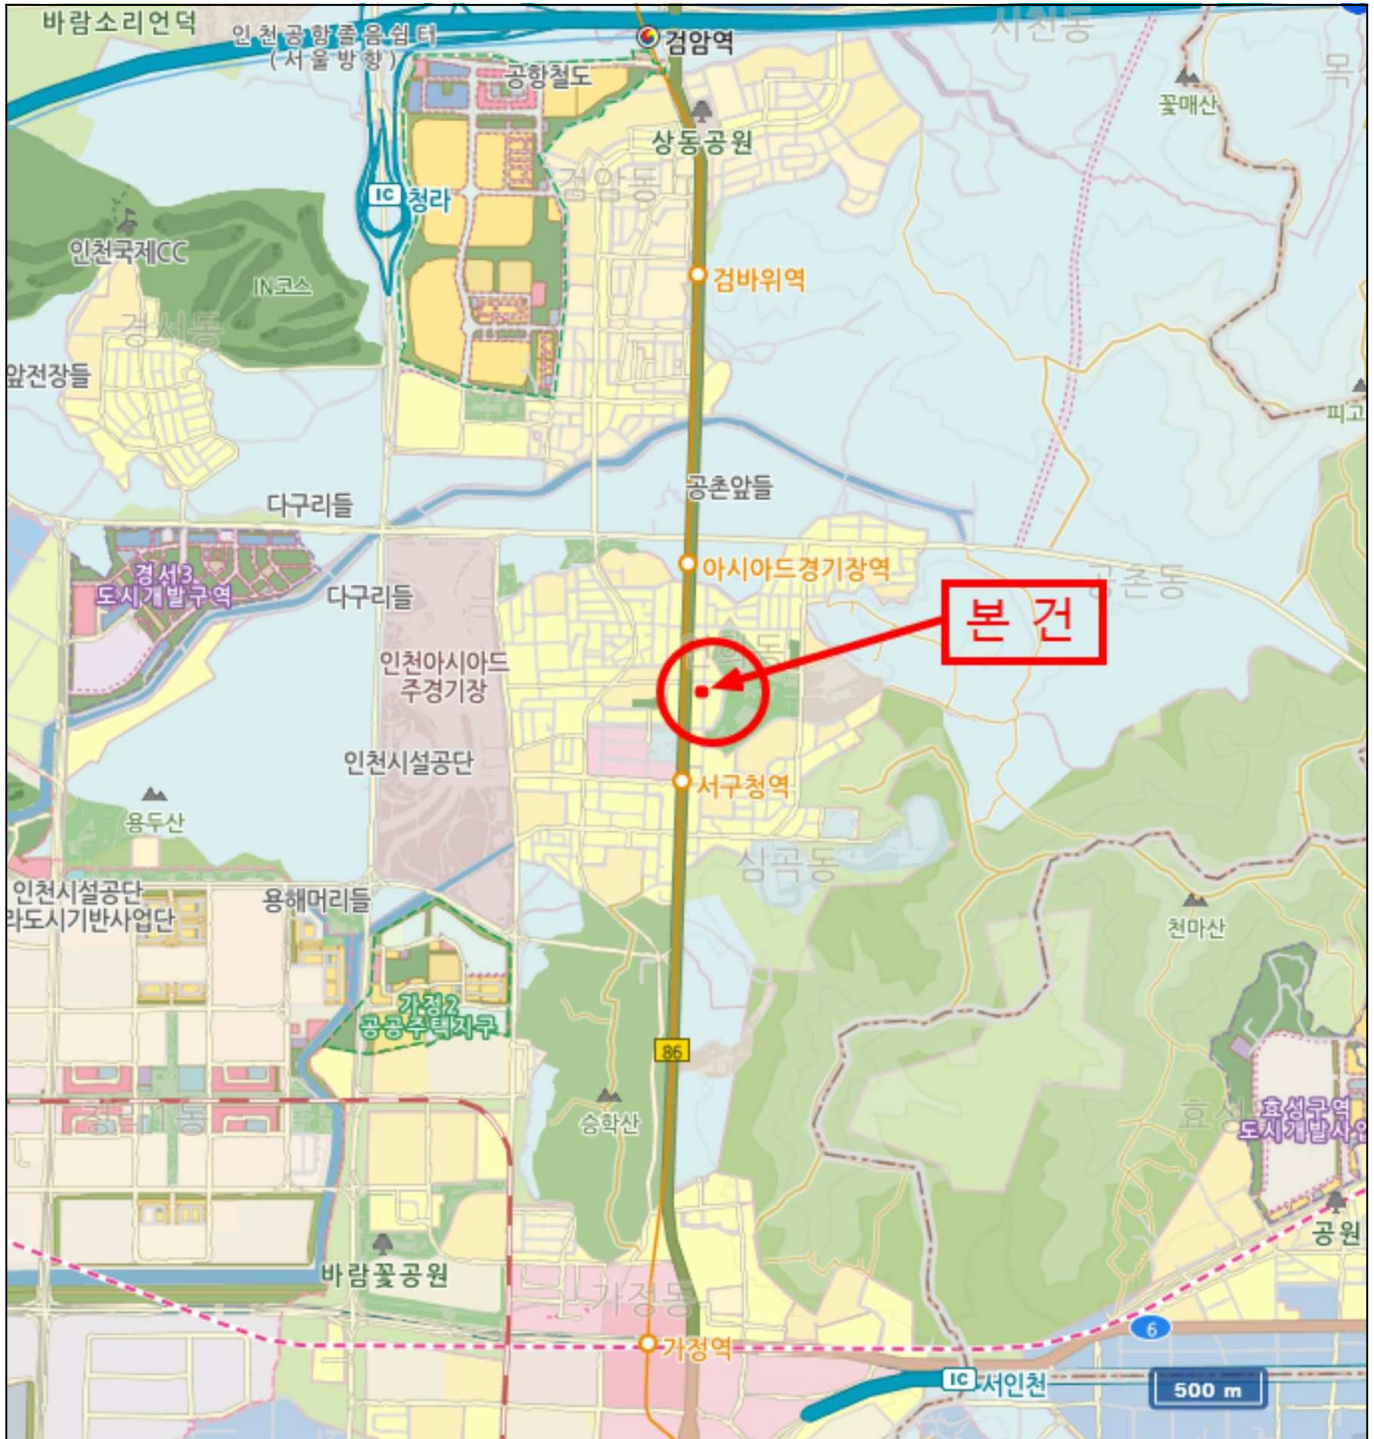 바람소리언덕
인천공항졸음쉼터
(서울방향)
검암역
시천동
공항철도
꽃매산
상동공원
검암동
IC 청라
인천국제CC
IN코스
검바위역
경서동
앞전장들
피고
공촌앞들
다구리들
아시아드경기장역
경서3
도시개발구역
다구리들
공촌동
본 건
인천아시아드
주경기장
인천시설공단
서구청역
용두산
심곡동
인천시설공단
라도시기반사업단
용해머리들
천마산
가정2
공공주택지구
86
승학산
효성구역
도시개발사업
공원
바람꽃공원
가정동
가정역
6
IC 서인천
500 m